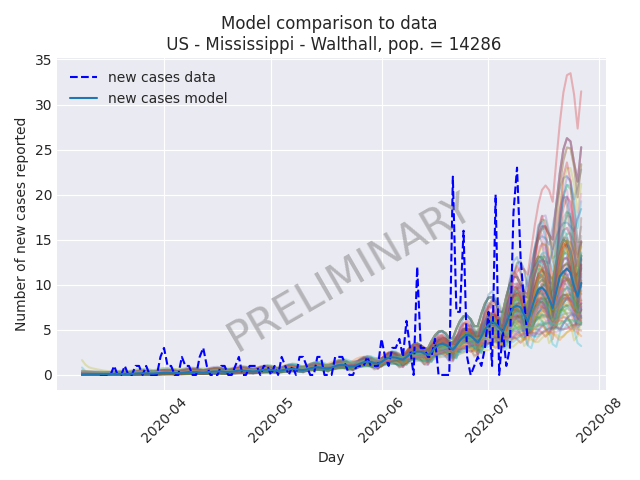 Model comparison to data
US - Mississippi - Walthall, pop. = 14286
new cases data
new cases model
PRELIMINARY
Number of new cases reported
35
30
25
20
15
10
5
0
2020-04
2020-05
2020-06
2020-07
2020-08
Day